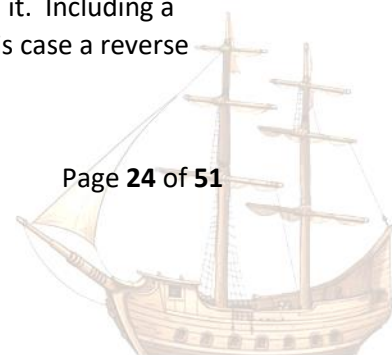 it. Including a
s case a reverse
Page 24 of 51